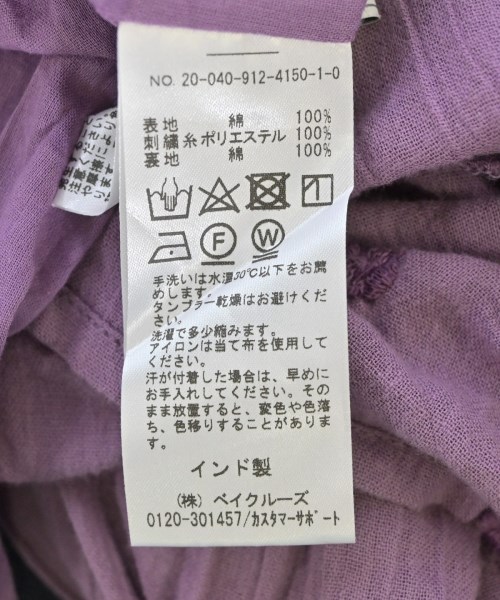 NO. 20-040-912-4150-1-0
表地 綿 100%
刺繍糸 ポリエステル 100%
裏地 綿 100%
F W
手洗いは水温30℃以下をお薦
めします。
タンブラー乾燥はお避けくだ
さい。
洗濯で多少縮みます。
アイロンは当て布を使用して
ください。
汗が付着した場合は、早めに
お手入れしてください。その
まま放置すると、変色や色落
ち、色移りすることがありま
す。
インド製
(株) ベイクルーズ
0120-301457/カスタマーサポート